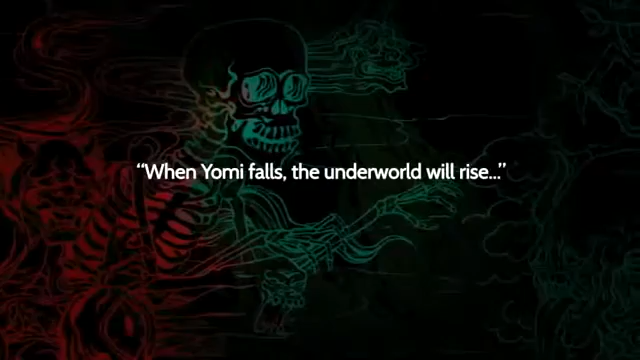 “When Yomi falls, the underworld will rise...”